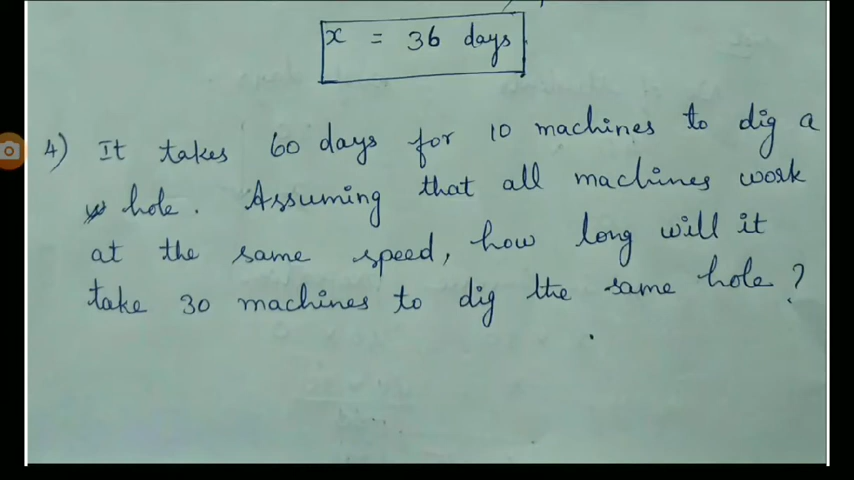 x = 36 days
4) It takes 60 days for 10 machines to dig a
hole. Assuming that all machines work
at the same speed, how long will it
take 30 machines to dig the same hole?